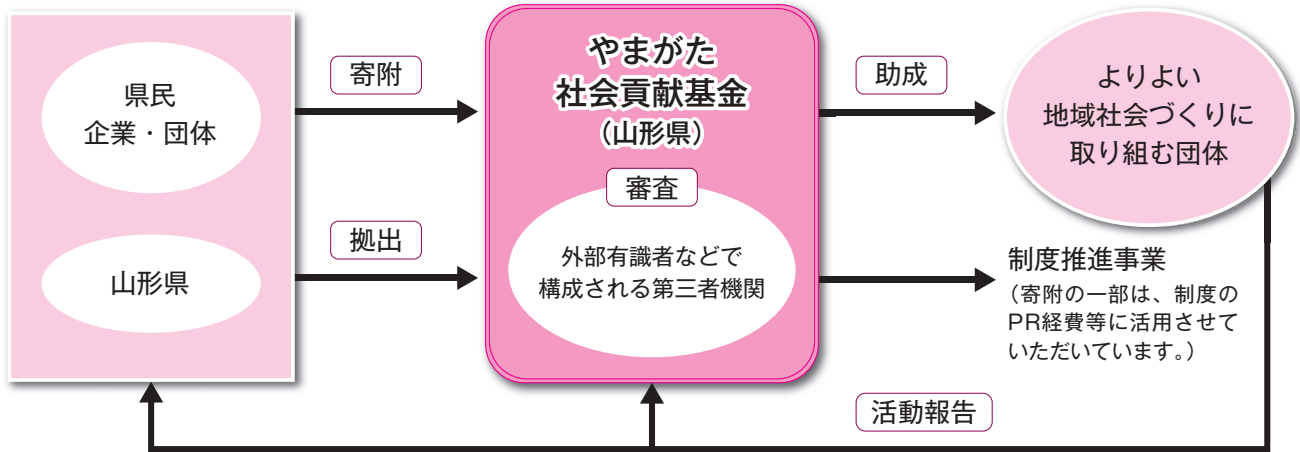 県民
企業・団体
山形県
寄附
拠出
やまがた
社会貢献基金
（山形県）
審査
外部有識者などで
構成される第三者機関
助成
よりよい
地域社会づくりに
取り組む団体
制度推進事業
（寄附の一部は、制度の
PR経費等に活用させて
いただいています。）
活動報告